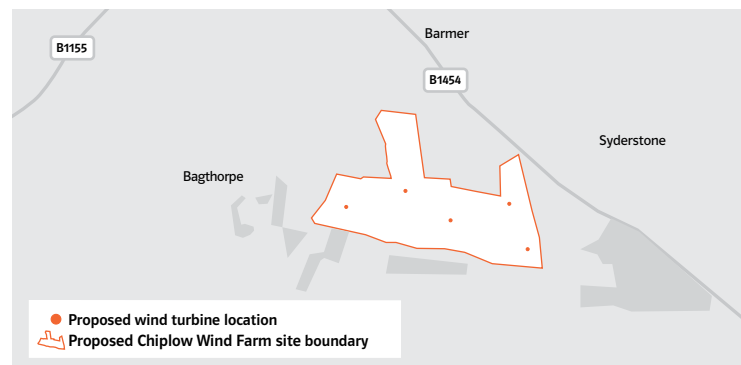 Barmer
B1155
B1454
Syderstone
Bagthorpe
Proposed wind turbine location
Proposed Chiplow Wind Farm site boundary